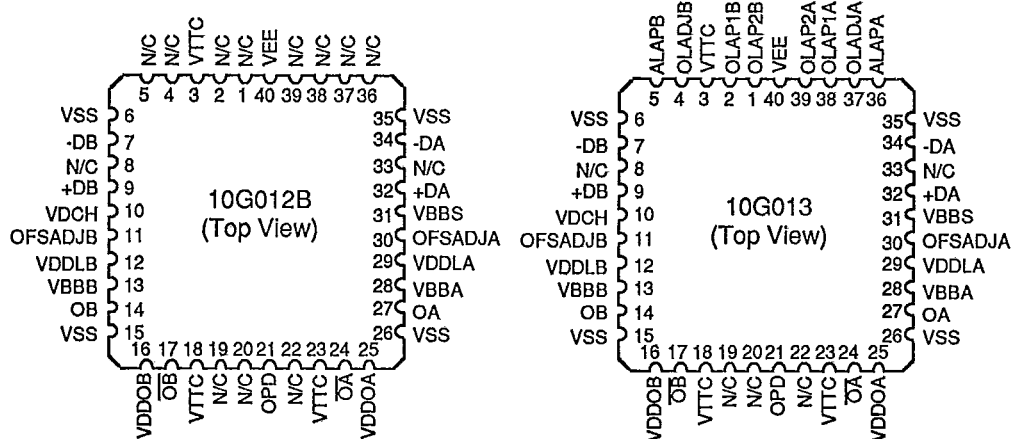 N/C N/C VTTC N/C N/C VEE N/C N/C N/C N/C
5 4 3 2 1 40 39 38 37 36
VSS 6 35 VSS
-DB 7 34 -DA
N/C 8 33 N/C
+DB 9 32 +DA
VDCH 10 31 VBBS
OFSADJB 11 30 OFSADJA
VDDLB 12 29 VDDLA
VBBB 13 28 VBBA
OB 14 27 OA
VSS 15 26 VSS
10G012B
(Top View)
16 17 18 19 20 21 22 23 24 25
VDDOB O̅B̅ VTTC N/C N/C OPD N/C VTTC O̅A̅ VDDOA
ALAPB OLADJB VTTC OLAP1B OLAP2B VEE OLAP2A OLAP1A OLADJA ALAPA
5 4 3 2 1 40 39 38 37 36
VSS 6 35 VSS
-DB 7 34 -DA
N/C 8 33 N/C
+DB 9 32 +DA
VDCH 10 31 VBBS
OFSADJB 11 30 OFSADJA
VDDLB 12 29 VDDLA
VBBB 13 28 VBBA
OB 14 27 OA
VSS 15 26 VSS
10G013
(Top View)
16 17 18 19 20 21 22 23 24 25
VDDOB O̅B̅ VTTC N/C N/C OPD N/C VTTC O̅A̅ VDDOA